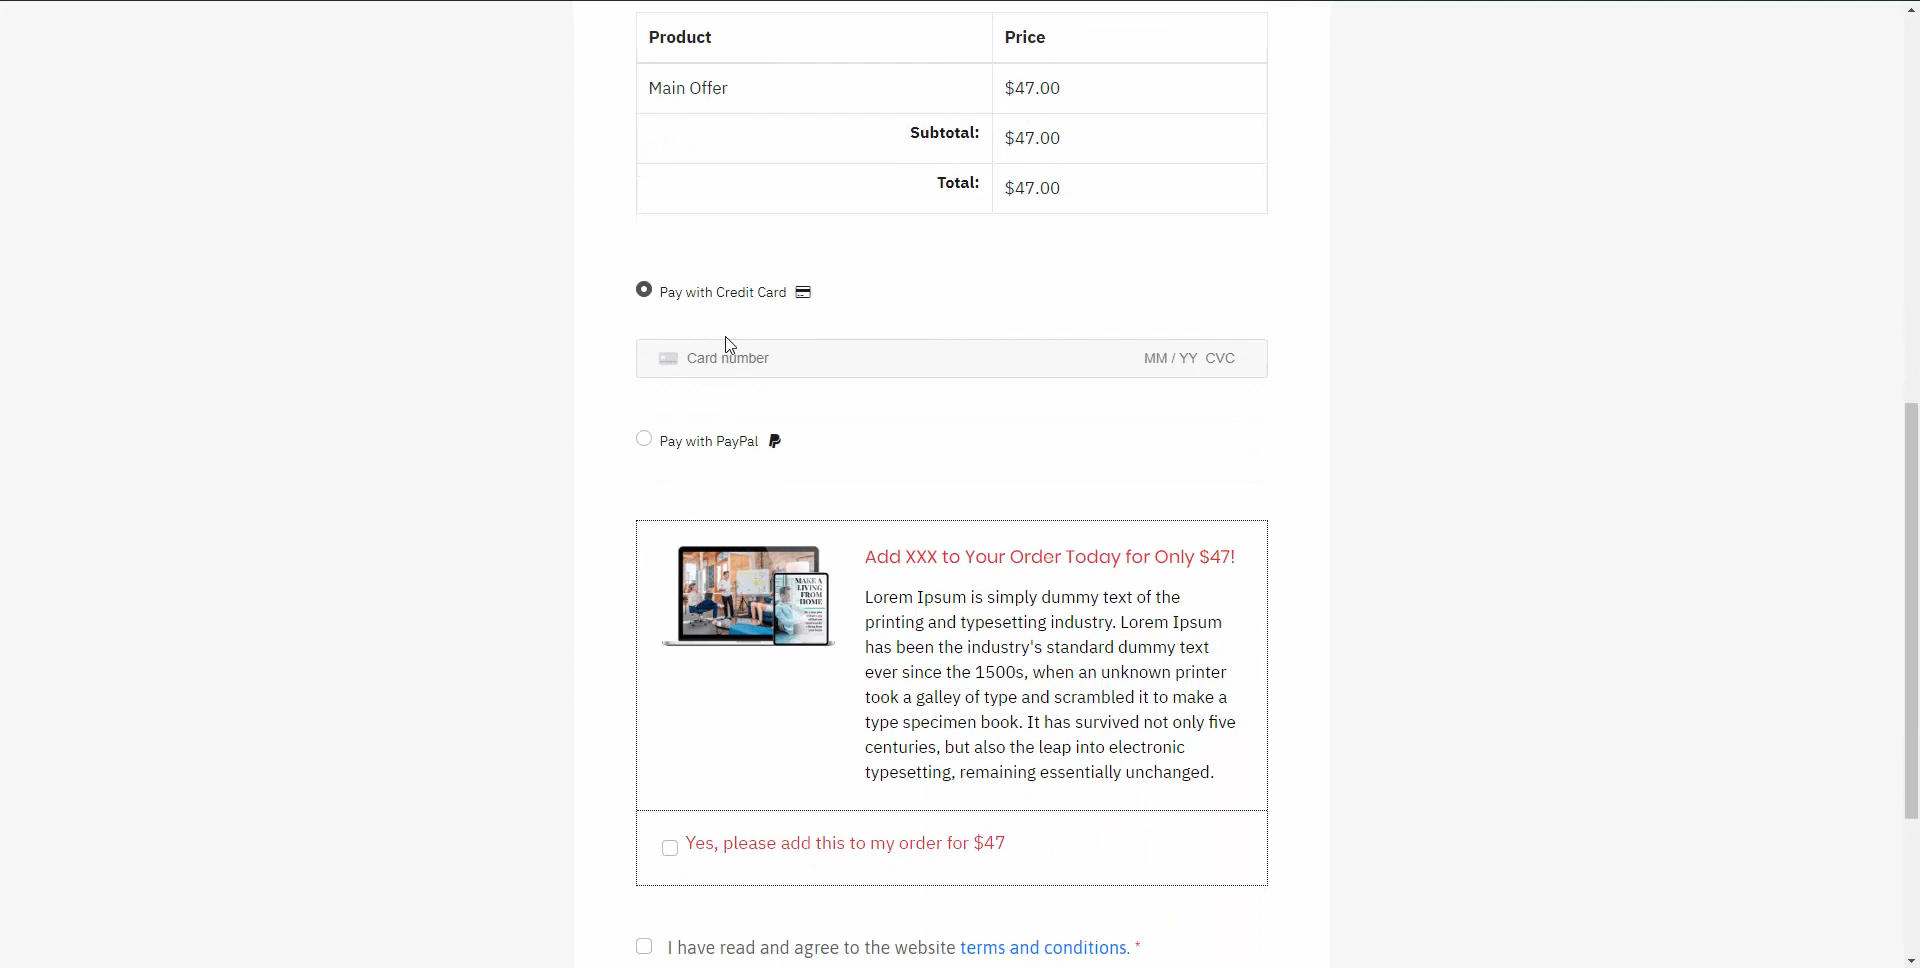 Product Price
Main Offer $47.00
Subtotal: $47.00
Total: $47.00
Pay with Credit Card
Card number MM / YY CVC
Pay with PayPal
MAKE A
LIVING
FROM
HOME
Add XXX to Your Order Today for Only $47!
Lorem Ipsum is simply dummy text of the
printing and typesetting industry. Lorem Ipsum
has been the industry's standard dummy text
ever since the 1500s, when an unknown printer
took a galley of type and scrambled it to make a
type specimen book. It has survived not only five
centuries, but also the leap into electronic
typesetting, remaining essentially unchanged.
Yes, please add this to my order for $47
I have read and agree to the website terms and conditions. *